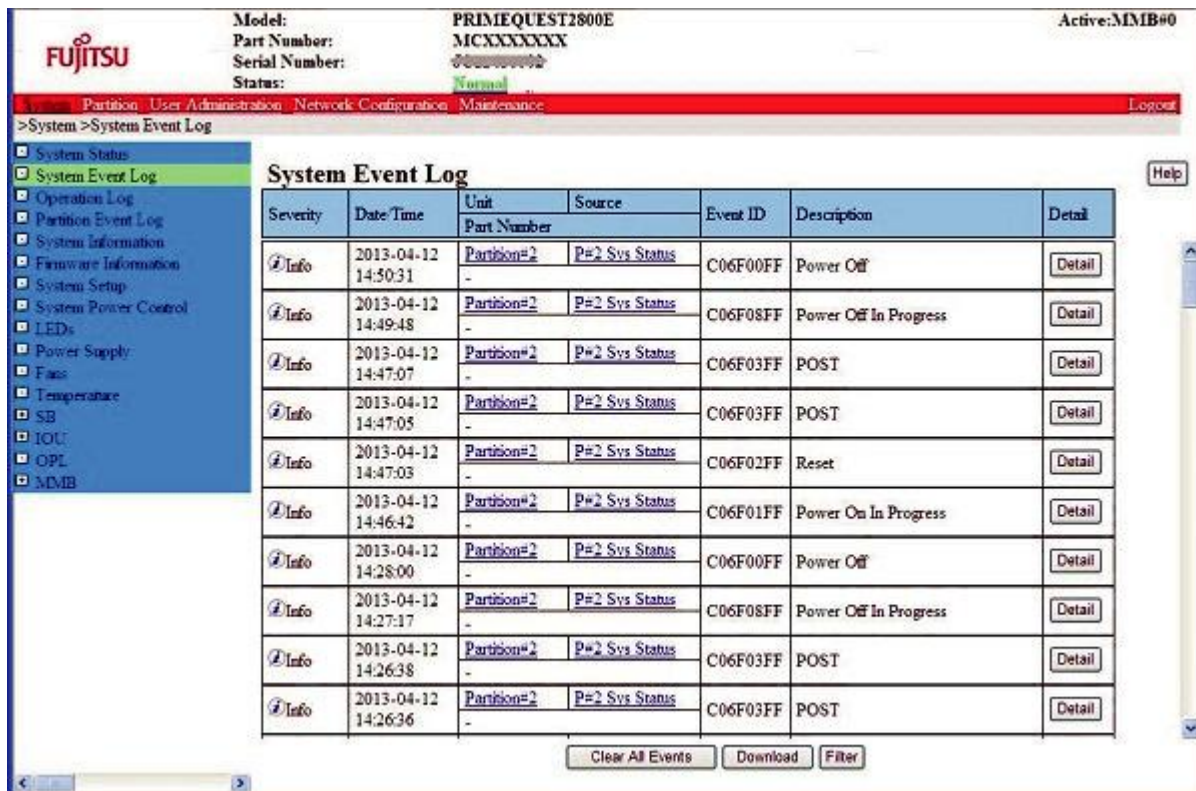 FUJITSU
Model: PRIMEQUEST2800E
Part Number: MCXXXXXXX
Serial Number:
Status: Normal
Active:MMB#0
System Partition User Administration Network Configuration Maintenance Logout
>System >System Event Log
System Status
System Event Log
Operation Log
Partition Event Log
System Information
Firmware Information
System Setup
System Power Control
LEDs
Power Supply
Fans
Temperature
SB
IOU
OPL
MMB
System Event Log
Help
Severity Date/Time Unit Source Event ID Description Detail
Part Number
Info 2013-04-12 14:50:31 Partition#2 P#2 Sys Status - C06F00FF Power Off Detail
Info 2013-04-12 14:49:48 Partition#2 P#2 Sys Status - C06F08FF Power Off In Progress Detail
Info 2013-04-12 14:47:07 Partition#2 P#2 Sys Status - C06F03FF POST Detail
Info 2013-04-12 14:47:05 Partition#2 P#2 Sys Status - C06F03FF POST Detail
Info 2013-04-12 14:47:03 Partition#2 P#2 Sys Status - C06F02FF Reset Detail
Info 2013-04-12 14:46:42 Partition#2 P#2 Sys Status - C06F01FF Power On In Progress Detail
Info 2013-04-12 14:28:00 Partition#2 P#2 Sys Status - C06F00FF Power Off Detail
Info 2013-04-12 14:27:17 Partition#2 P#2 Sys Status - C06F08FF Power Off In Progress Detail
Info 2013-04-12 14:26:38 Partition#2 P#2 Sys Status - C06F03FF POST Detail
Info 2013-04-12 14:26:36 Partition#2 P#2 Sys Status - C06F03FF POST Detail
Clear All Events Download Filter